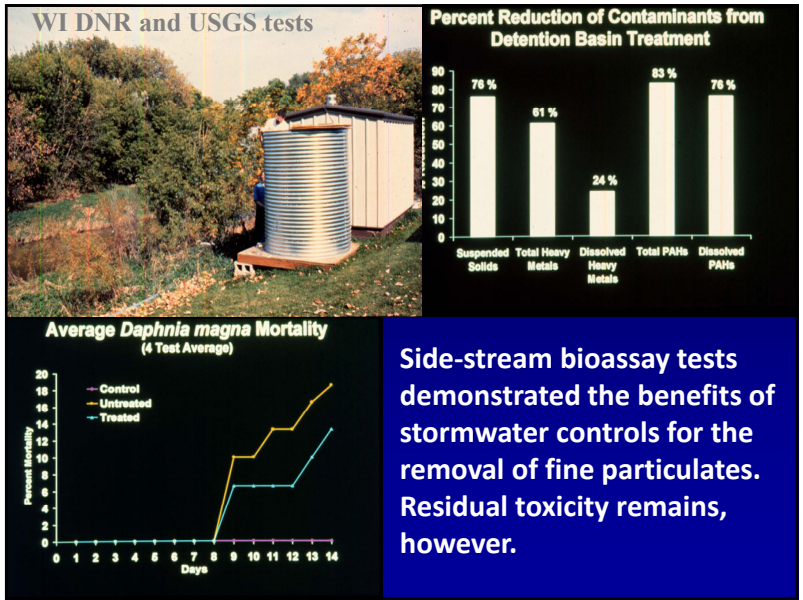 WI DNR and USGS tests
Percent Reduction of Contaminants from
Detention Basin Treatment
90
80
70
60
50
40
30
20
10
0
76 %
61 %
24 %
83 %
76 %
Suspended
Solids
Total Heavy
Metals
Dissolved
Heavy
Metals
Total PAHs
Dissolved
PAHs
Average Daphnia magna Mortality
(4 Test Average)
Percent Mortality
20
18
16
14
12
10
8
6
4
2
0
Control
Untreated
Treated
0 1 2 3 4 5 6 7 8 9 10 11 12 13 14
Days
Side-stream bioassay tests
demonstrated the benefits of
stormwater controls for the
removal of fine particulates.
Residual toxicity remains,
however.